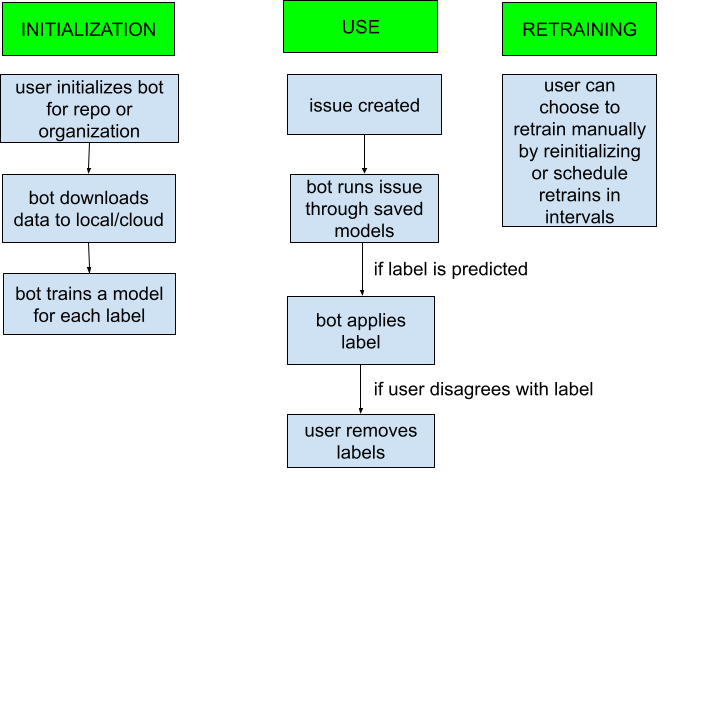 INITIALIZATION
user initializes bot
for repo or
organization
bot downloads
data to local/cloud
bot trains a model
for each label
USE
issue created
bot runs issue
through saved
models
if label is predicted
bot applies
label
if user disagrees with label
user removes
labels
RETRAINING
user can
choose to
retrain manually
by reinitializing
or schedule
retrains in
intervals